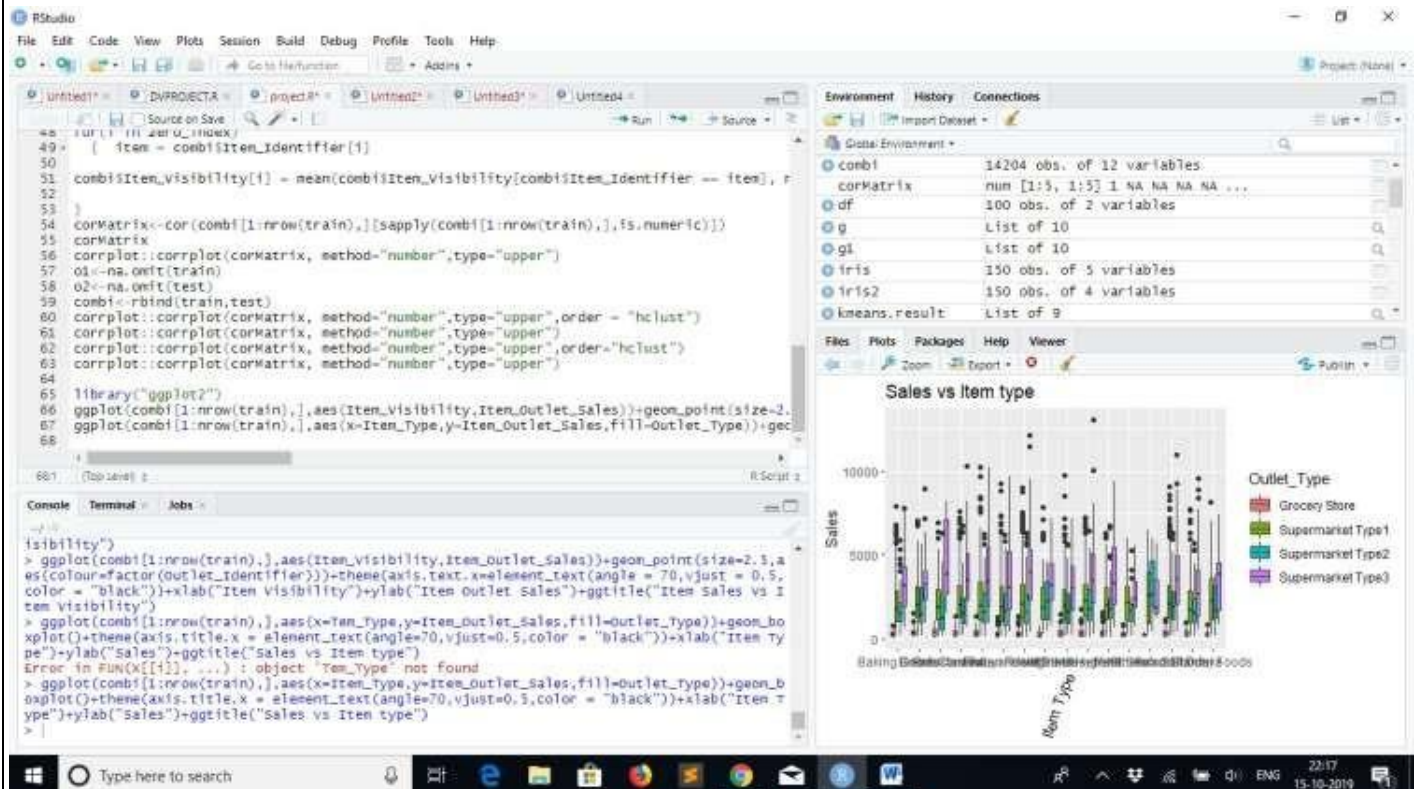 RStudio
File Edit Code View Plots Session Build Debug Profile Tools Help
Go to file/function Addins
Project: (None)
Untitled1* DVPROJECT.R project.R* Untitled2* Untitled3* Untitled4
Source on Save Run Source
48 for(i in zero_index)
49 { item = combi$Item_Identifier[i]
50
51 combi$Item_Visibility[i] = mean(combi$Item_Visibility[combi$Item_Identifier == item], r
52
53 }
54 corMatrix<-cor(combi[1:nrow(train),][sapply(combi[1:nrow(train),],is.numeric)])
55 corMatrix
56 corrplot::corrplot(corMatrix, method="number",type="upper")
57 o1<-na.omit(train)
58 o2<-na.omit(test)
59 combi<-rbind(train,test)
60 corrplot::corrplot(corMatrix, method="number",type="upper",order = "hclust")
61 corrplot::corrplot(corMatrix, method="number",type="upper")
62 corrplot::corrplot(corMatrix, method="number",type="upper",order="hclust")
63 corrplot::corrplot(corMatrix, method="number",type="upper")
64
65 library("ggplot2")
66 ggplot(combi[1:nrow(train),],aes(Item_Visibility,Item_Outlet_Sales))+geom_point(size=2.
67 ggplot(combi[1:nrow(train),],aes(x=Item_Type,y=Item_Outlet_Sales,fill=Outlet_Type))+geo
68
68:1 (Top Level) R Script
Console Terminal Jobs
isibility")
> ggplot(combi[1:nrow(train),],aes(Item_Visibility,Item_Outlet_Sales))+geom_point(size=2.5,a
es(colour=factor(Outlet_Identifier)))+theme(axis.text.x=element_text(angle = 70,vjust = 0.5,
color = "black"))+xlab("Item Visibility")+ylab("Item Outlet Sales")+ggtitle("Item Sales vs I
tem Visibility")
> ggplot(combi[1:nrow(train),],aes(x=Tem_Type,y=Item_Outlet_Sales,fill=Outlet_Type))+geom_bo
xplot()+theme(axis.title.x = element_text(angle=70,vjust=0.5,color = "black"))+xlab("Item Ty
pe")+ylab("Sales")+ggtitle("Sales vs Item type")
Error in FUN(X[[i]], ...) : object 'Tem_Type' not found
> ggplot(combi[1:nrow(train),],aes(x=Item_Type,y=Item_Outlet_Sales,fill=Outlet_Type))+geom_b
oxplot()+theme(axis.title.x = element_text(angle=70,vjust=0.5,color = "black"))+xlab("Item T
ype")+ylab("Sales")+ggtitle("Sales vs Item type")
>
Environment History Connections
Import Dataset List
Global Environment
combi 14204 obs. of 12 variables
corMatrix num [1:5, 1:5] 1 NA NA NA NA ...
df 100 obs. of 2 variables
g List of 10
g1 List of 10
iris 150 obs. of 5 variables
iris2 150 obs. of 4 variables
kmeans.result List of 9
Files Plots Packages Help Viewer
Zoom Export Publish
Sales vs Item type
10000
5000
0
Sales
Baking Foods
Item Type
Outlet_Type
Grocery Store
Supermarket Type1
Supermarket Type2
Supermarket Type3
Type here to search
ENG
22:17
15-10-2019